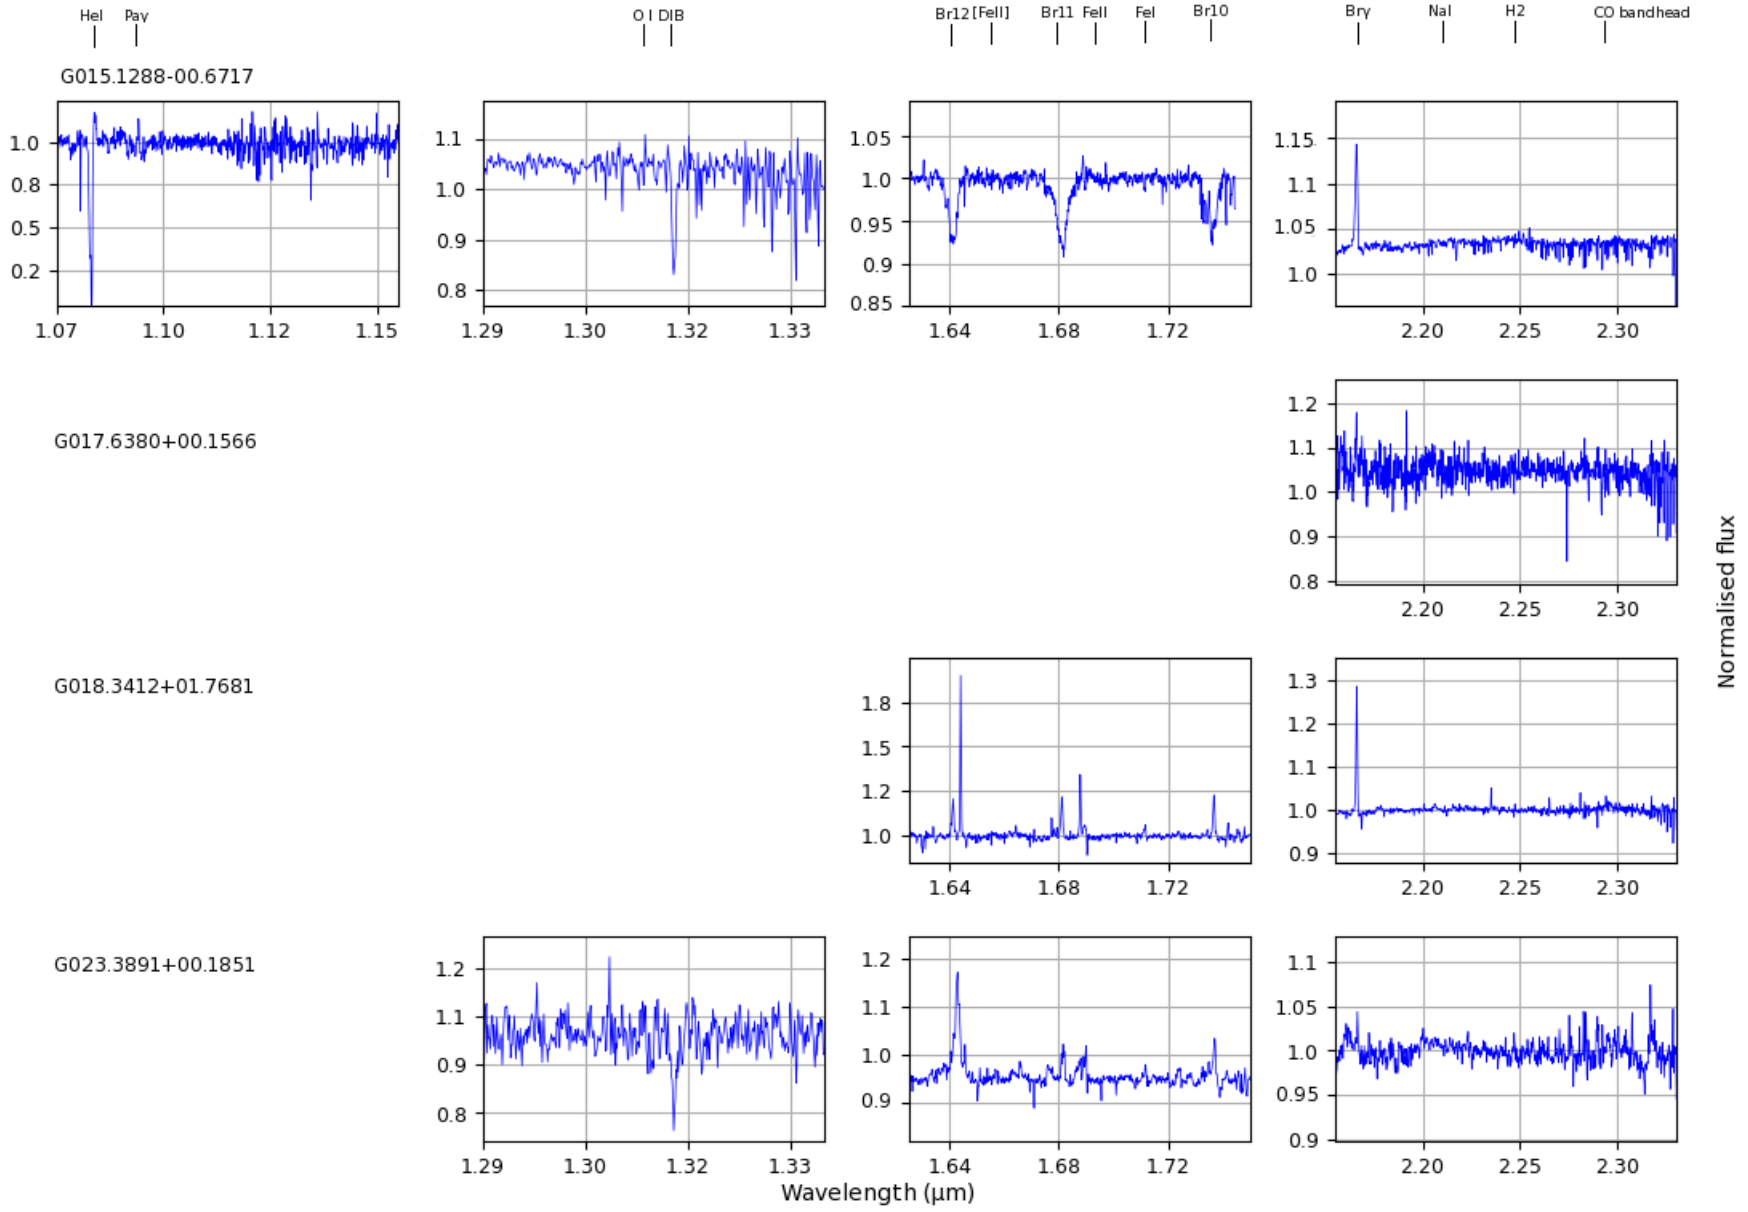 HeI Paγ O I DIB Br12 [FeII] Br11 FeII FeI Br10 Brγ NaI H2 CO bandhead
G015.1288-00.6717
1.0 0.8 0.5 0.2
1.07 1.10 1.12 1.15
1.1 1.0 0.9 0.8
1.29 1.30 1.32 1.33
1.05 1.0 0.95 0.9 0.85
1.64 1.68 1.72
1.15 1.1 1.05 1.0
2.20 2.25 2.30
G017.6380+00.1566
1.2 1.1 1.0 0.9 0.8
2.20 2.25 2.30
G018.3412+01.7681
1.8 1.5 1.2 1.0
1.64 1.68 1.72
1.3 1.2 1.1 1.0 0.9
2.20 2.25 2.30
G023.3891+00.1851
1.2 1.1 0.9 0.8
1.29 1.30 1.32 1.33
1.2 1.1 1.0 0.9
1.64 1.68 1.72
1.1 1.05 1.0 0.95 0.9
2.20 2.25 2.30
Wavelength (μm)
Normalised flux